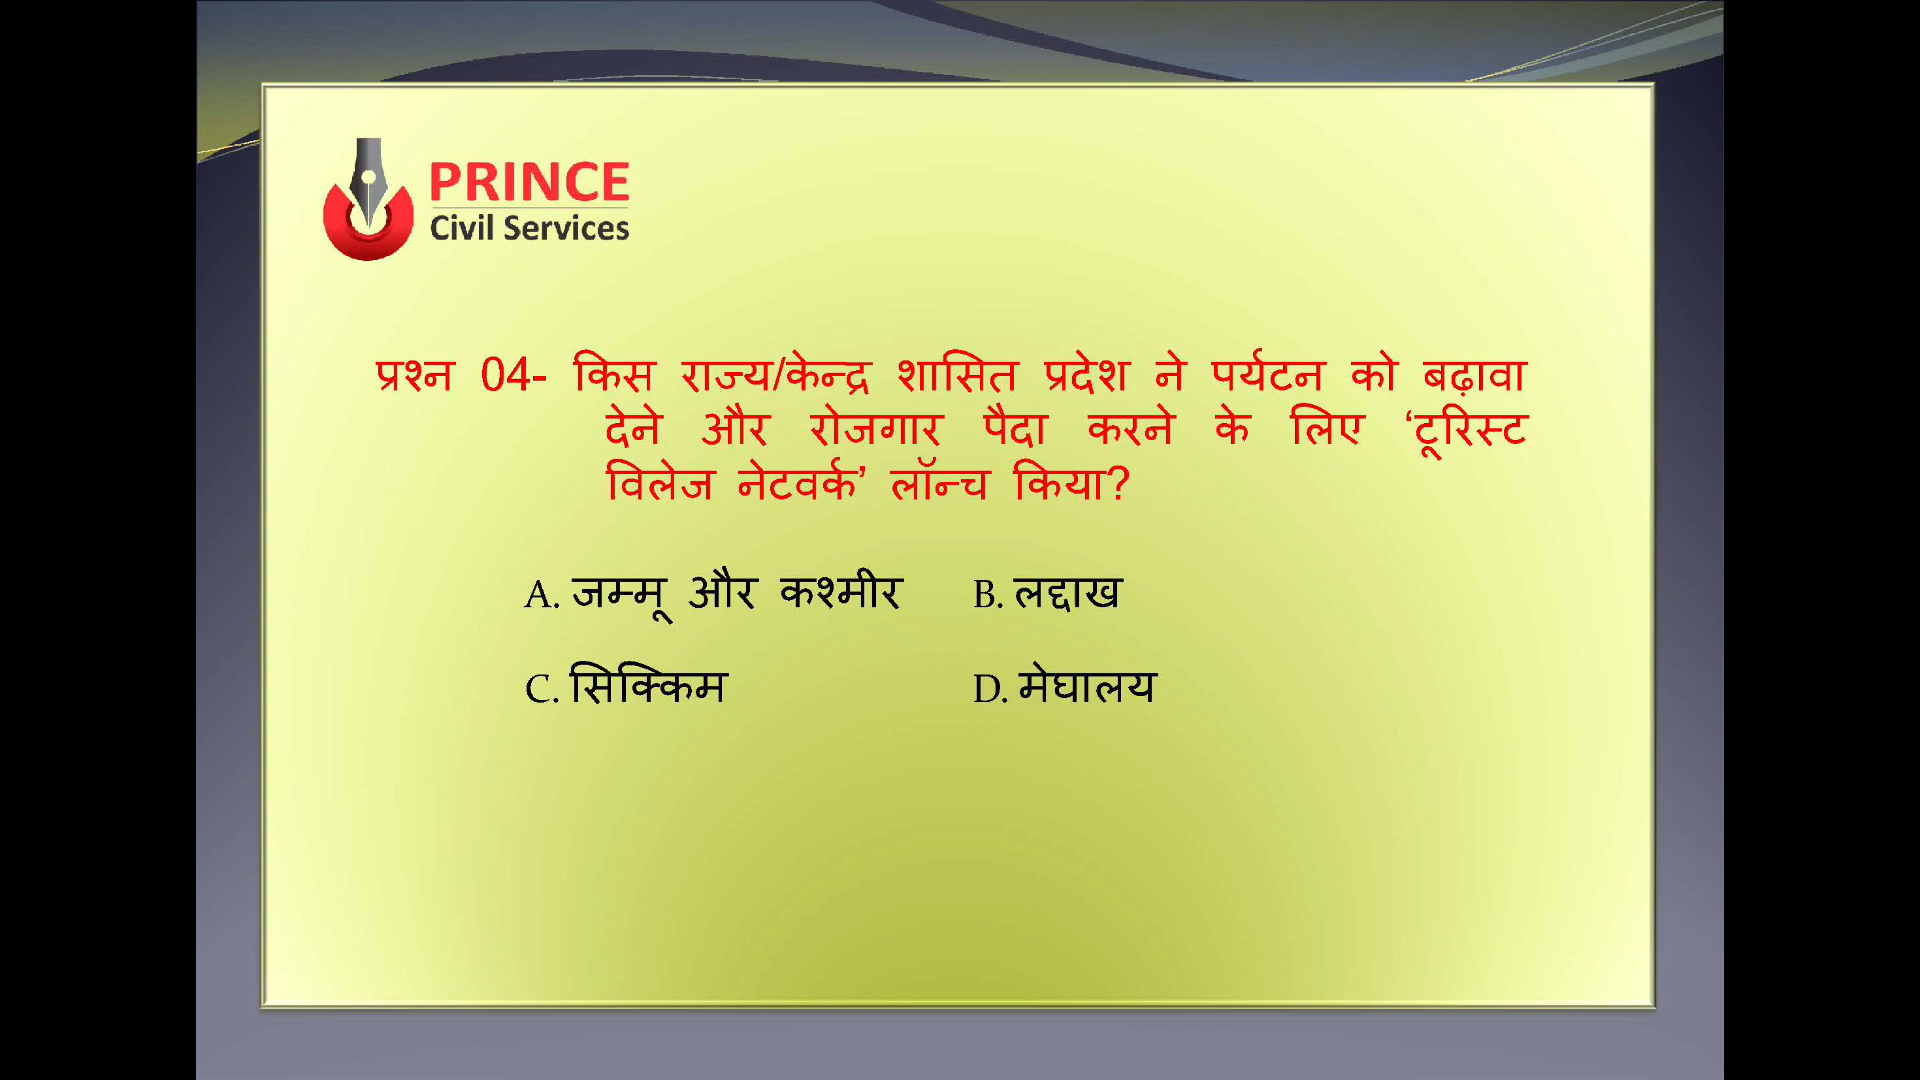 PRINCE
Civil Services
प्रश्न 04- किस राज्य/केन्द्र शासित प्रदेश ने पर्यटन को बढ़ावा
देने और रोजगार पैदा करने के लिए ‘टूरिस्ट
विलेज नेटवर्क’ लॉन्च किया?
A. जम्मू और कश्मीर B. लद्दाख
C. सिक्किम D. मेघालय